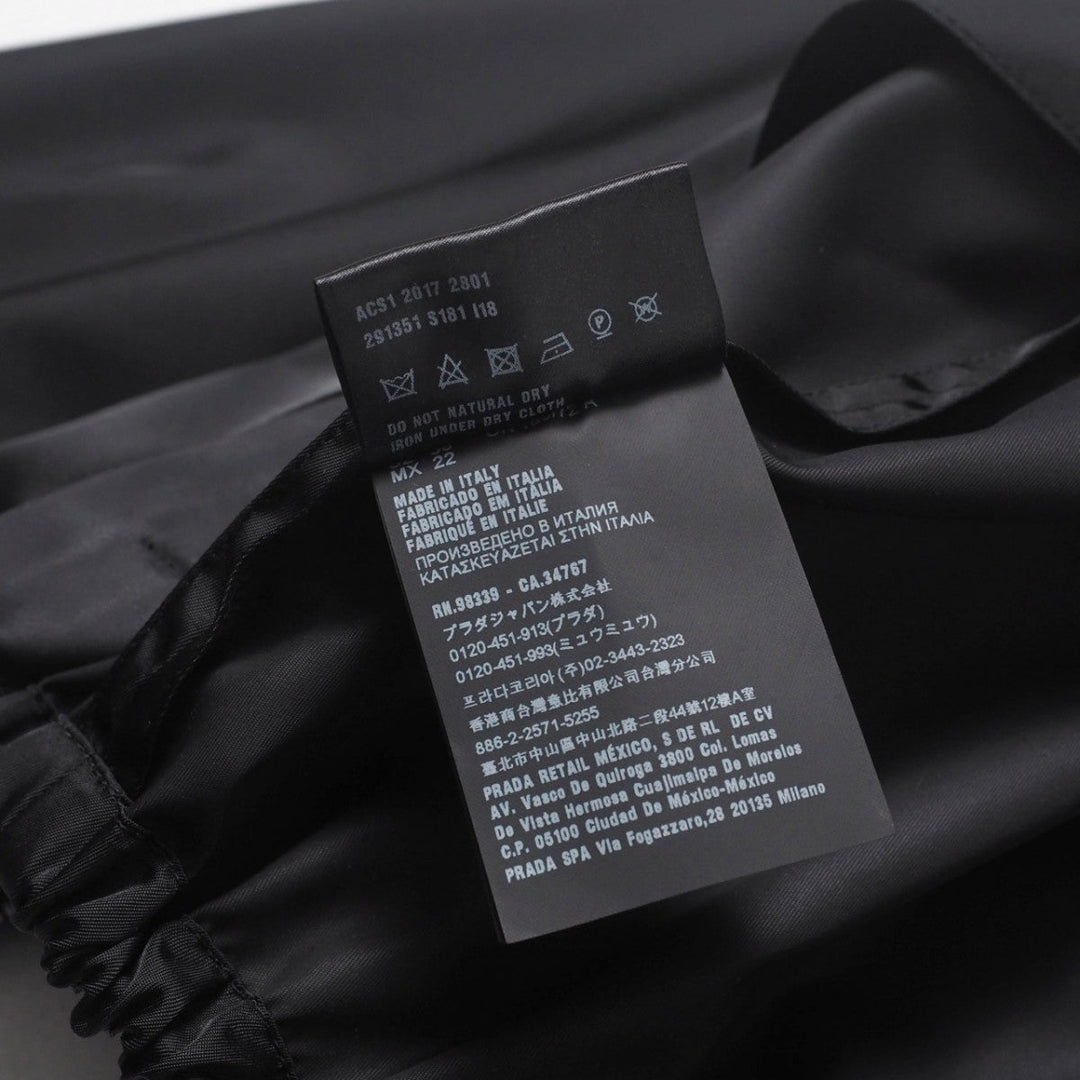 ACS1 2017 2801
291351 S181 I18
DO NOT NATURAL DRY
IRON UNDER DRY CLOTH
MX 22
MADE IN ITALY
FABRICADO EN ITALIA
FABRICADO EM ITÀLIA
FABRIQUÉ EN ITALIE
ПРОИЗВЕДЕНО В ИТАЛИЯ
ΚΑΤΑΣΚΕΥΑΖΕΤΑΙ ΣΤΗΝ ΙΤΑΛΙΑ
RN.98339 - CA.34767
プラダジャパン株式会社
0120-451-913(プラダ)
0120-451-993(ミュウミュウ)
프라다코리아(주)02-3443-2323
香港商台灣意比有限公司台灣分公司
886-2-2571-5255
臺北市中山區中山北路二段44號12樓A室
PRADA RETAIL MÉXICO, S DE RL DE CV
AV. Vasco De Quiroga 3800 Col. Lomas
De Vista Hermosa Cuajimalpa De Morelos
C.P. 05100 Ciudad De México-México
PRADA SPA Via Fogazzaro,28 20135 Milano